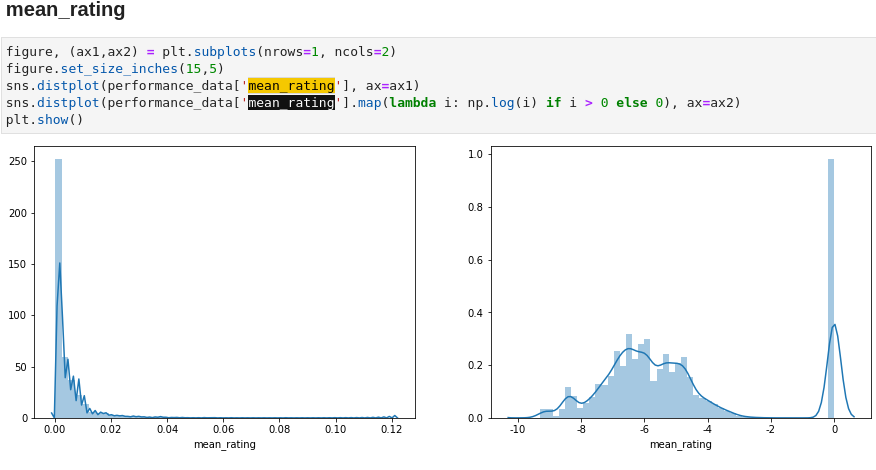 mean_rating
figure, (ax1,ax2) = plt.subplots(nrows=1, ncols=2)
figure.set_size_inches(15,5)
sns.distplot(performance_data['mean_rating'], ax=ax1)
sns.distplot(performance_data['mean_rating'].map(lambda i: np.log(i) if i > 0 else 0), ax=ax2)
plt.show()
250
200
150
100
50
0
0.00 0.02 0.04 0.06 0.08 0.10 0.12
mean_rating
1.0
0.8
0.6
0.4
0.2
0.0
-10 -8 -6 -4 -2 0
mean_rating